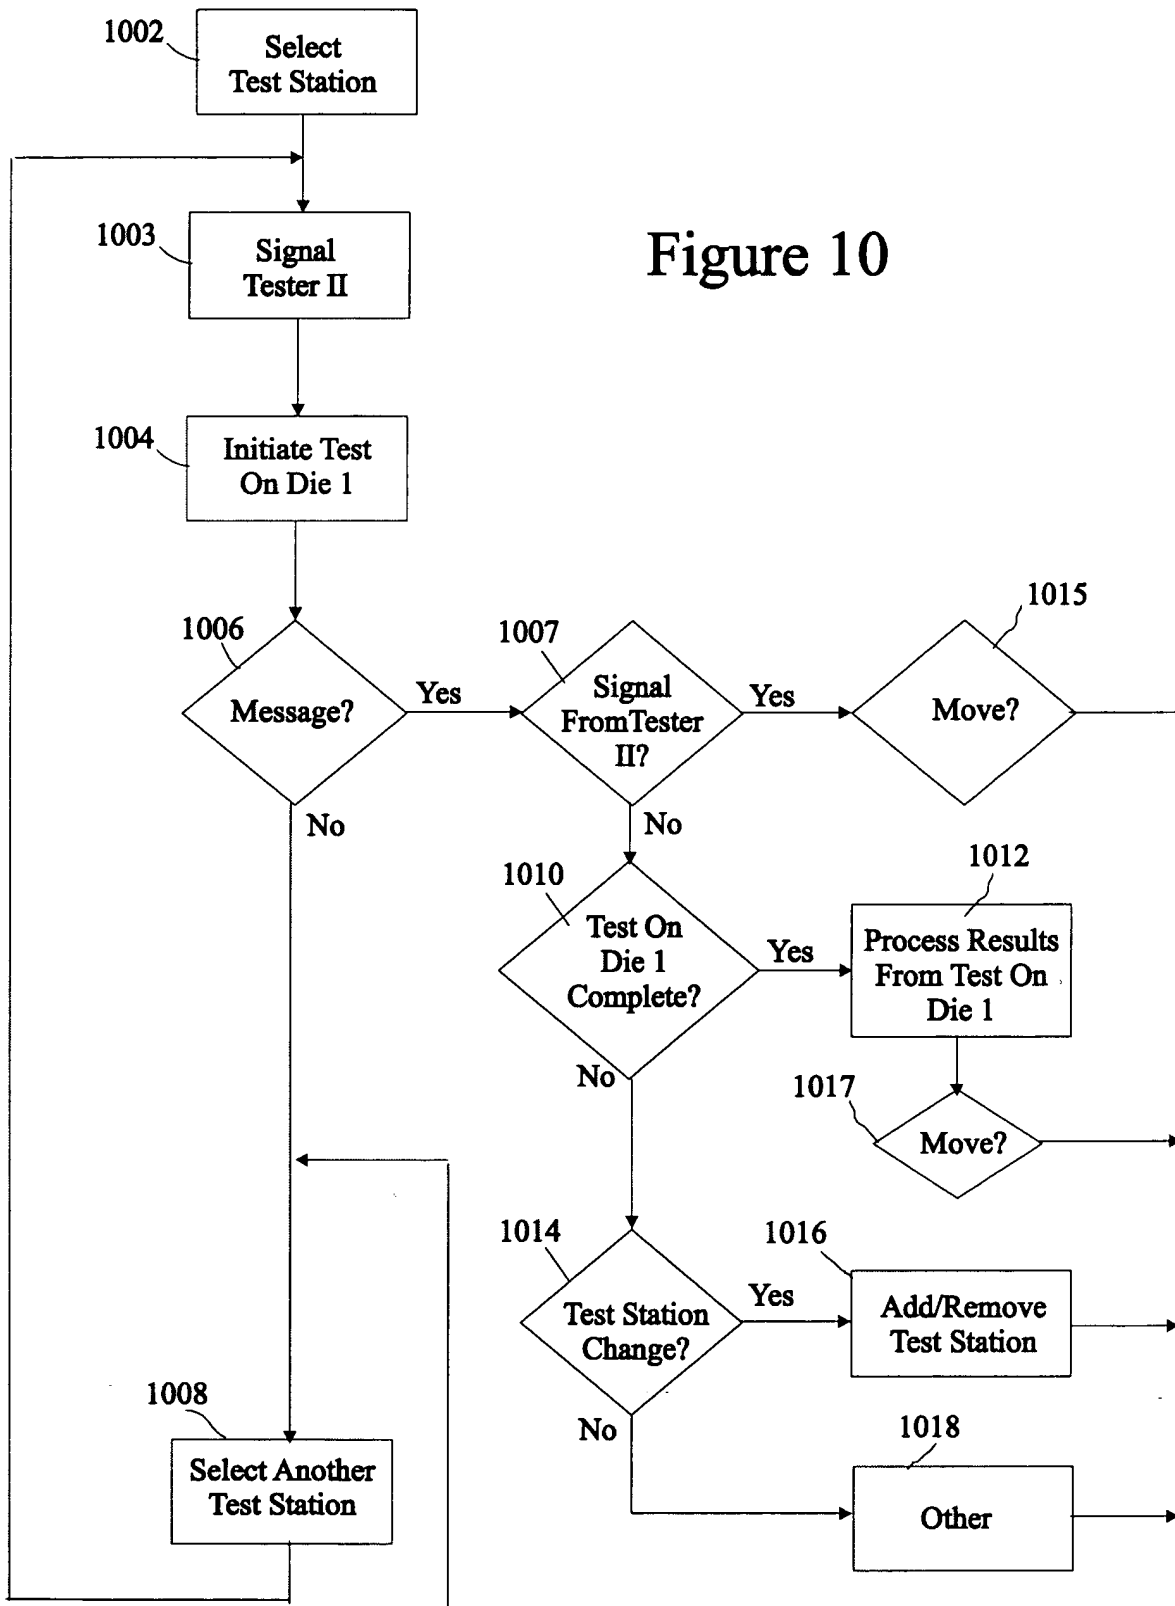 1002
Select
Test Station
Figure 10
1003
Signal
Tester II
1004
Initiate Test
On Die 1
1006
Message?
Yes
No
1007
Signal
FromTester
II?
Yes
No
1015
Move?
1010
Test On
Die 1
Complete?
Yes
No
1012
Process Results
From Test On
Die 1
1017
Move?
1014
Test Station
Change?
Yes
No
1016
Add/Remove
Test Station
1008
Select Another
Test Station
1018
Other